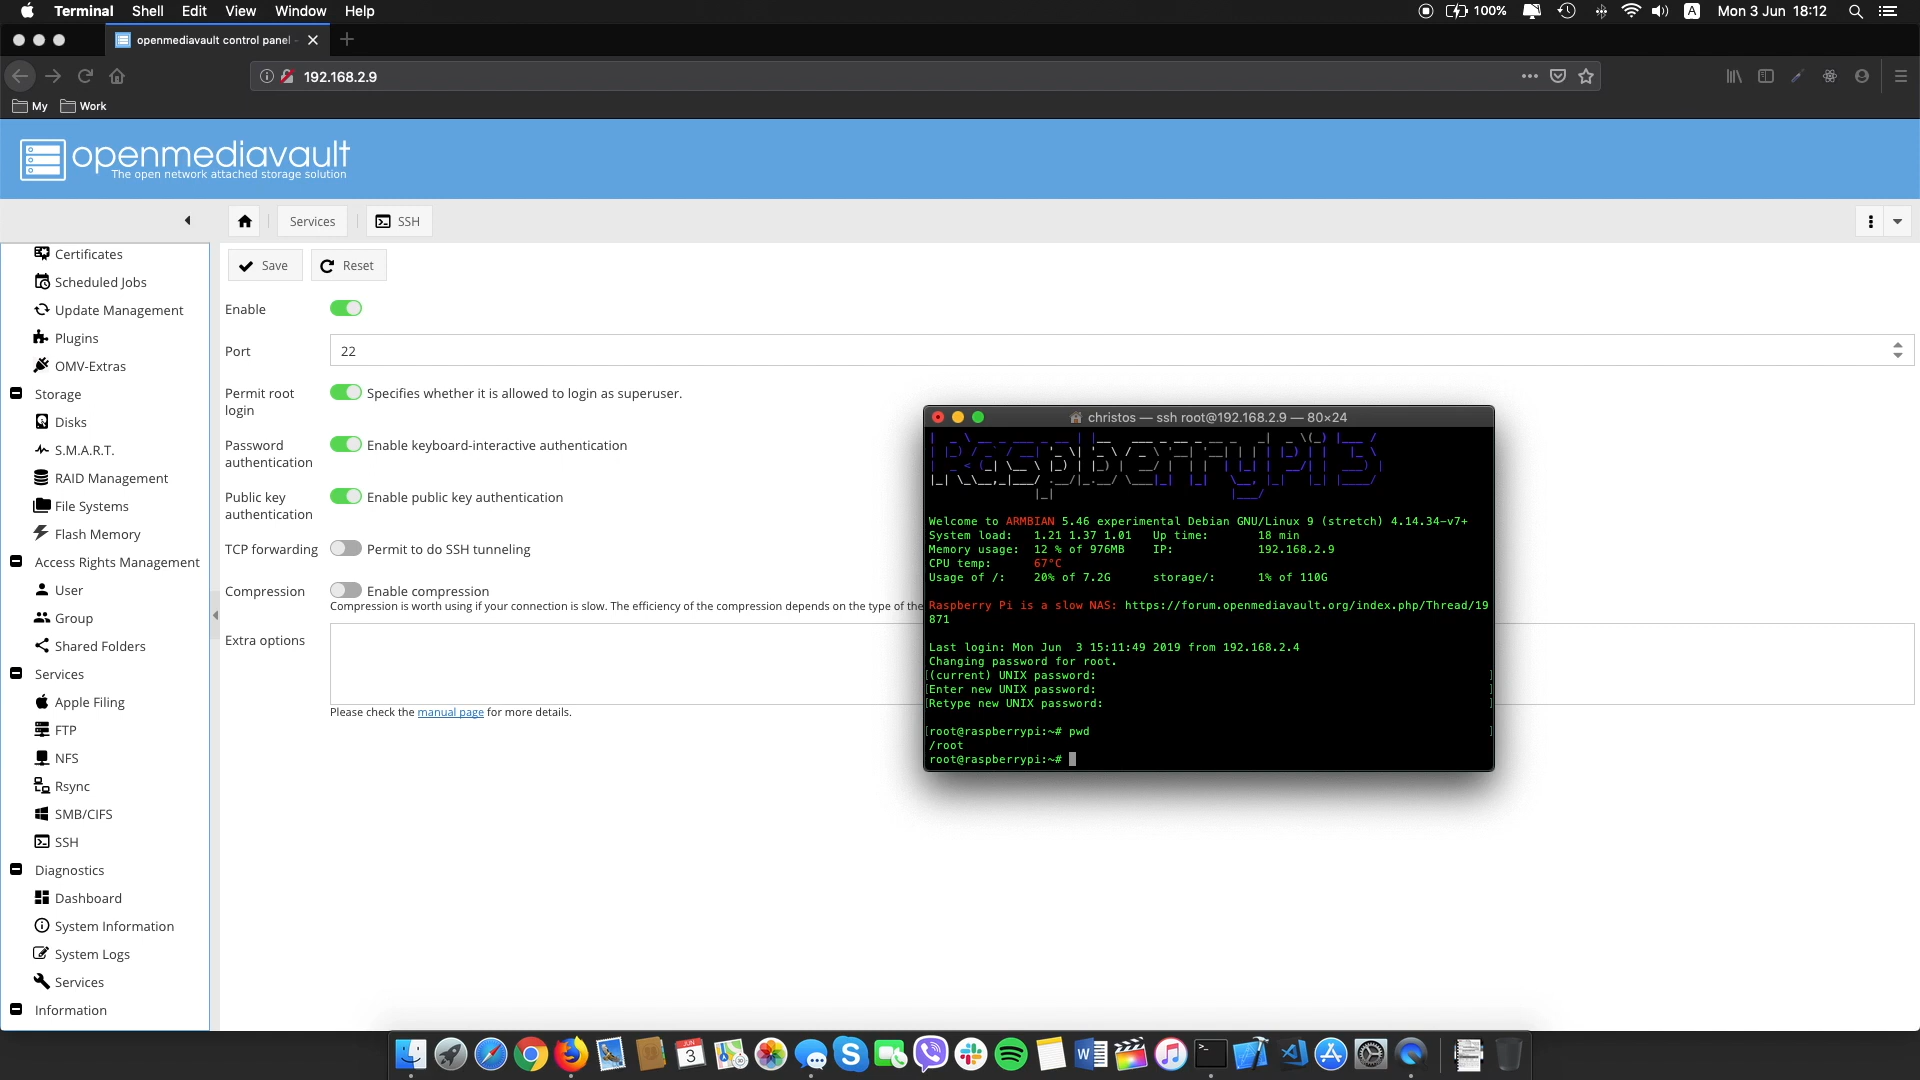 Terminal Shell Edit View Window Help
100% A Mon 3 Jun 18:12
openmediavault control panel -
192.168.2.9
My Work
openmediavault
The open network attached storage solution
Services SSH
Certificates
Scheduled Jobs
Update Management
Plugins
OMV-Extras
Storage
Disks
S.M.A.R.T.
RAID Management
File Systems
Flash Memory
Access Rights Management
User
Group
Shared Folders
Services
Apple Filing
FTP
NFS
Rsync
SMB/CIFS
SSH
Diagnostics
Dashboard
System Information
System Logs
Services
Information
Save Reset
Enable
Port 22
Permit root login Specifies whether it is allowed to login as superuser.
Password authentication Enable keyboard-interactive authentication
Public key authentication Enable public key authentication
TCP forwarding Permit to do SSH tunneling
Compression Enable compression
Compression is worth using if your connection is slow. The efficiency of the compression depends on the type of the
Extra options
Please check the manual page for more details.
christos — ssh root@192.168.2.9 — 80×24
RaspberryPi3
Welcome to ARMBIAN 5.46 experimental Debian GNU/Linux 9 (stretch) 4.14.34-v7+
System load: 1.21 1.37 1.01 Up time: 18 min
Memory usage: 12 % of 976MB IP: 192.168.2.9
CPU temp: 67°C
Usage of /: 20% of 7.2G storage/: 1% of 110G
Raspberry Pi is a slow NAS: https://forum.openmediavault.org/index.php/Thread/19
871
Last login: Mon Jun 3 15:11:49 2019 from 192.168.2.4
Changing password for root.
(current) UNIX password:
Enter new UNIX password:
Retype new UNIX password:
root@raspberrypi:~# pwd
/root
root@raspberrypi:~#
JUN
3